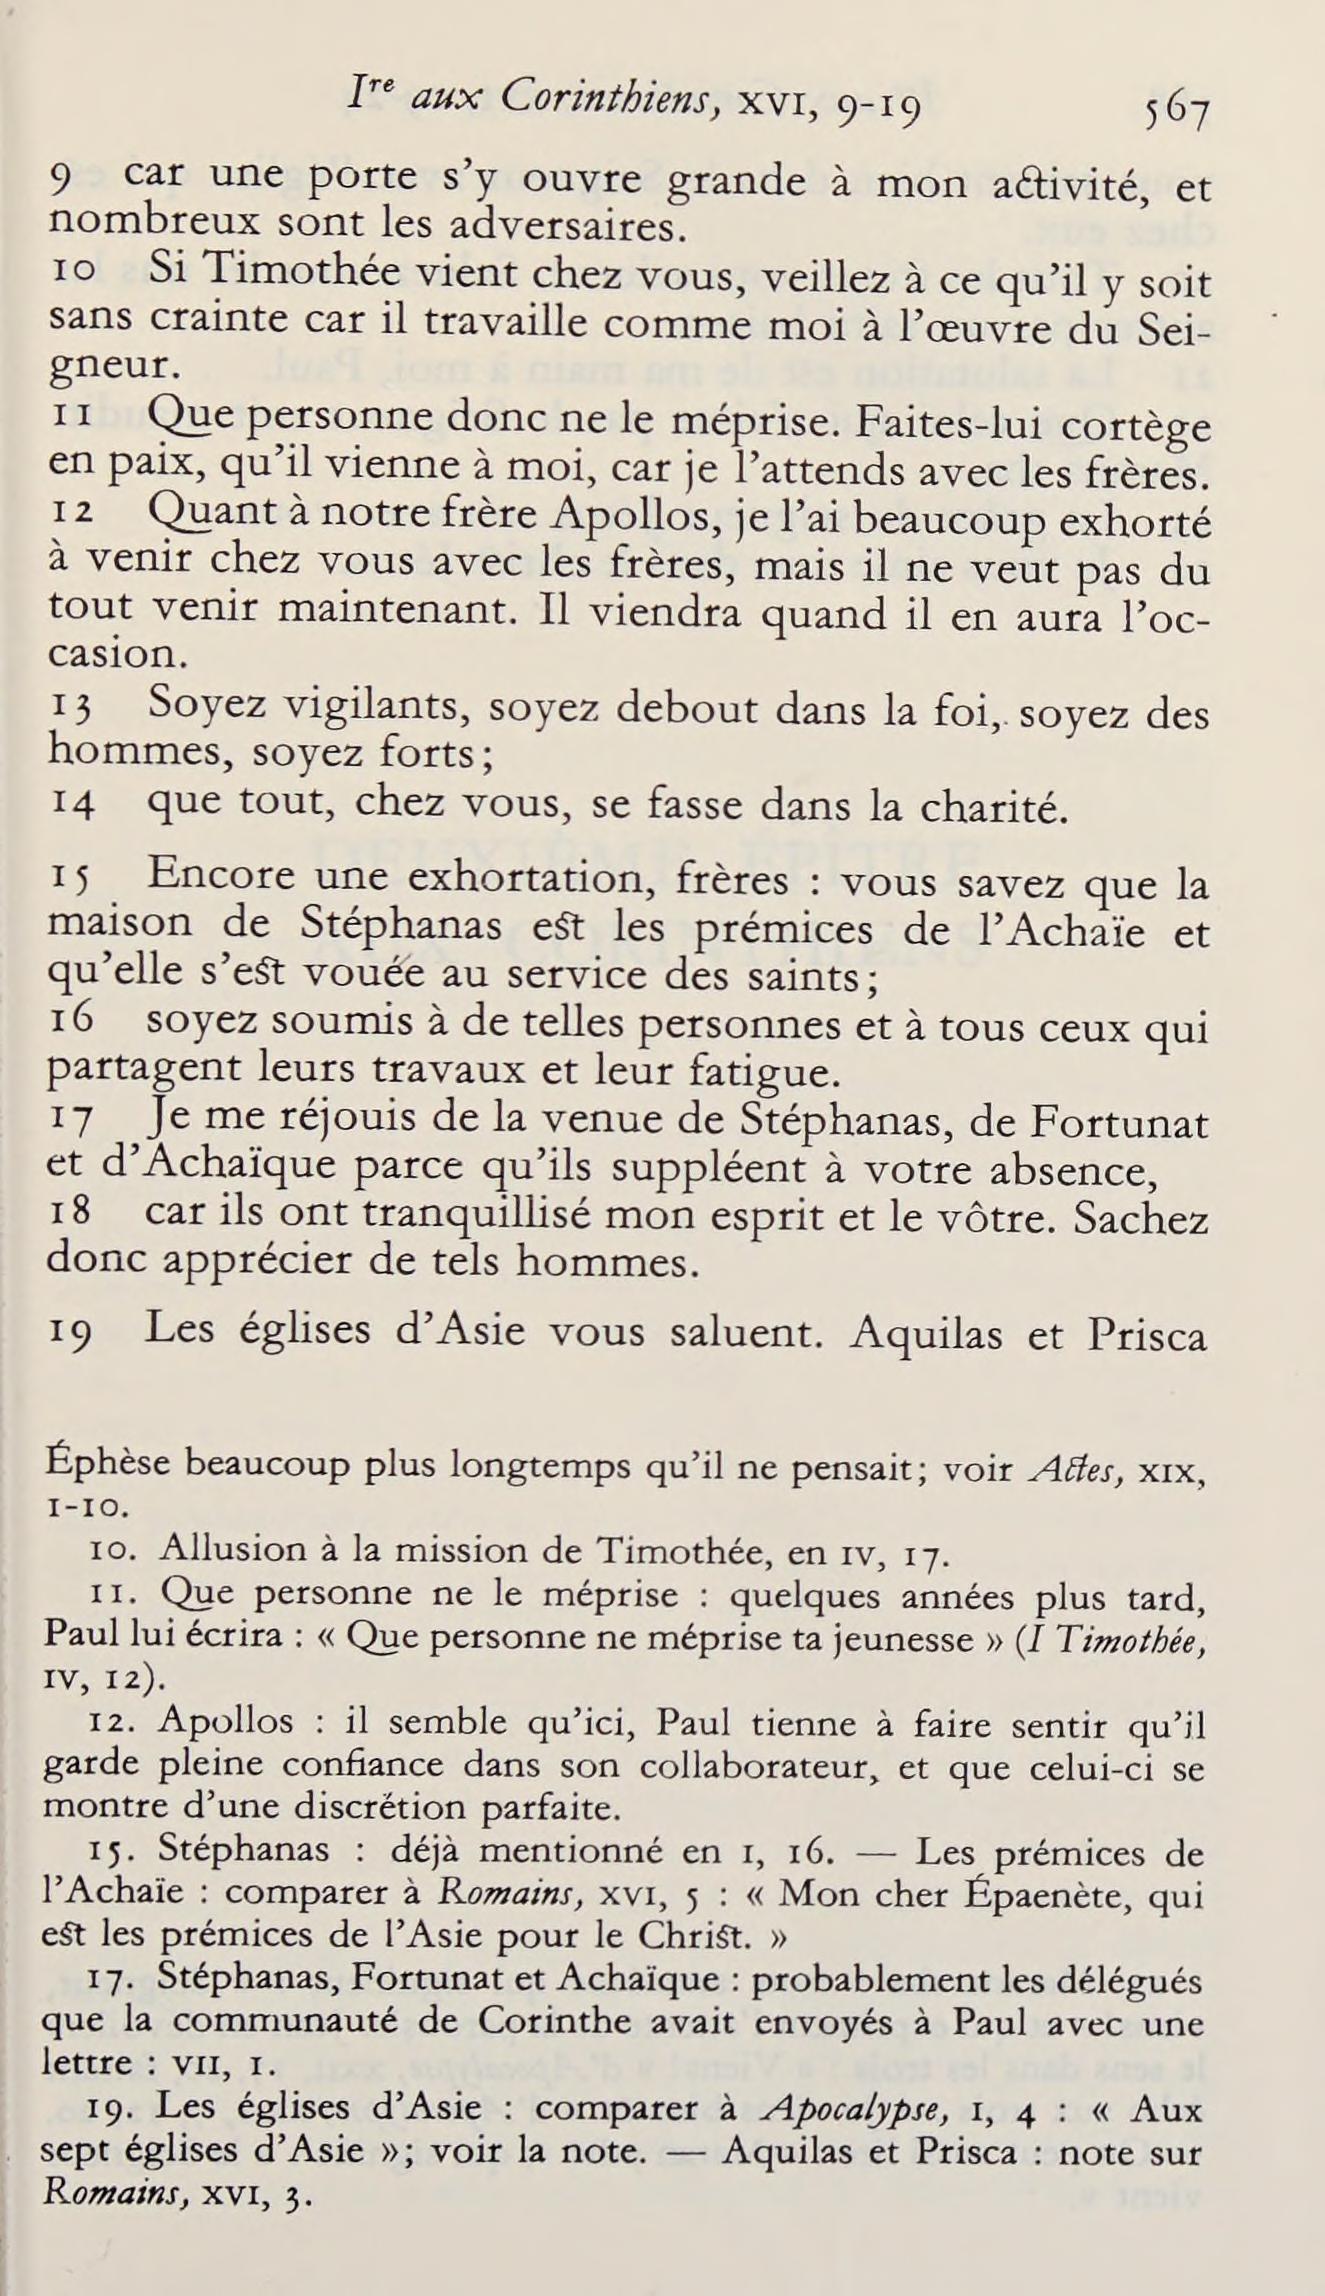 Iʳᵉ aux Corinthiens, XVI, 9-19 567
9 car une porte s’y ouvre grande à mon activité, et
nombreux sont les adversaires.
10 Si Timothée vient chez vous, veillez à ce qu’il y soit
sans crainte car il travaille comme moi à l’œuvre du Sei-
gneur.
11 Que personne donc ne le méprise. Faites-lui cortège
en paix, qu’il vienne à moi, car je l’attends avec les frères.
12 Quant à notre frère Apollos, je l’ai beaucoup exhorté
à venir chez vous avec les frères, mais il ne veut pas du
tout venir maintenant. Il viendra quand il en aura l’oc-
casion.
13 Soyez vigilants, soyez debout dans la foi, soyez des
hommes, soyez forts ;
14 que tout, chez vous, se fasse dans la charité.
15 Encore une exhortation, frères : vous savez que la
maison de Stéphanas est les prémices de l’Achaïe et
qu’elle s’est vouée au service des saints ;
16 soyez soumis à de telles personnes et à tous ceux qui
partagent leurs travaux et leur fatigue.
17 Je me réjouis de la venue de Stéphanas, de Fortunat
et d’Achaïque parce qu’ils suppléent à votre absence,
18 car ils ont tranquillisé mon esprit et le vôtre. Sachez
donc apprécier de tels hommes.
19 Les églises d’Asie vous saluent. Aquilas et Prisca
Éphèse beaucoup plus longtemps qu’il ne pensait ; voir Actes, XIX,
1-10.
10. Allusion à la mission de Timothée, en IV, 17.
11. Que personne ne le méprise : quelques années plus tard,
Paul lui écrira : « Que personne ne méprise ta jeunesse » (I Timothée,
IV, 12).
12. Apollos : il semble qu’ici, Paul tienne à faire sentir qu’il
garde pleine confiance dans son collaborateur, et que celui-ci se
montre d’une discrétion parfaite.
15. Stéphanas : déjà mentionné en I, 16. — Les prémices de
l’Achaïe : comparer à Romains, XVI, 5 : « Mon cher Épaenète, qui
est les prémices de l’Asie pour le Christ. »
17. Stéphanas, Fortunat et Achaïque : probablement les délégués
que la communauté de Corinthe avait envoyés à Paul avec une
lettre : VII, 1.
19. Les églises d’Asie : comparer à Apocalypse, I, 4 : « Aux
sept églises d’Asie » ; voir la note. — Aquilas et Prisca : note sur
Romains, XVI, 3.